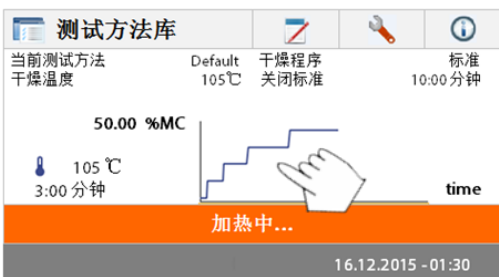 测试方法库
当前测试方法 Default 干燥程序 标准
干燥温度 105℃ 关闭标准 10:00 分钟
50.00 %MC
105 ℃
3:00 分钟 time
加热中...
16.12.2015 - 01:30